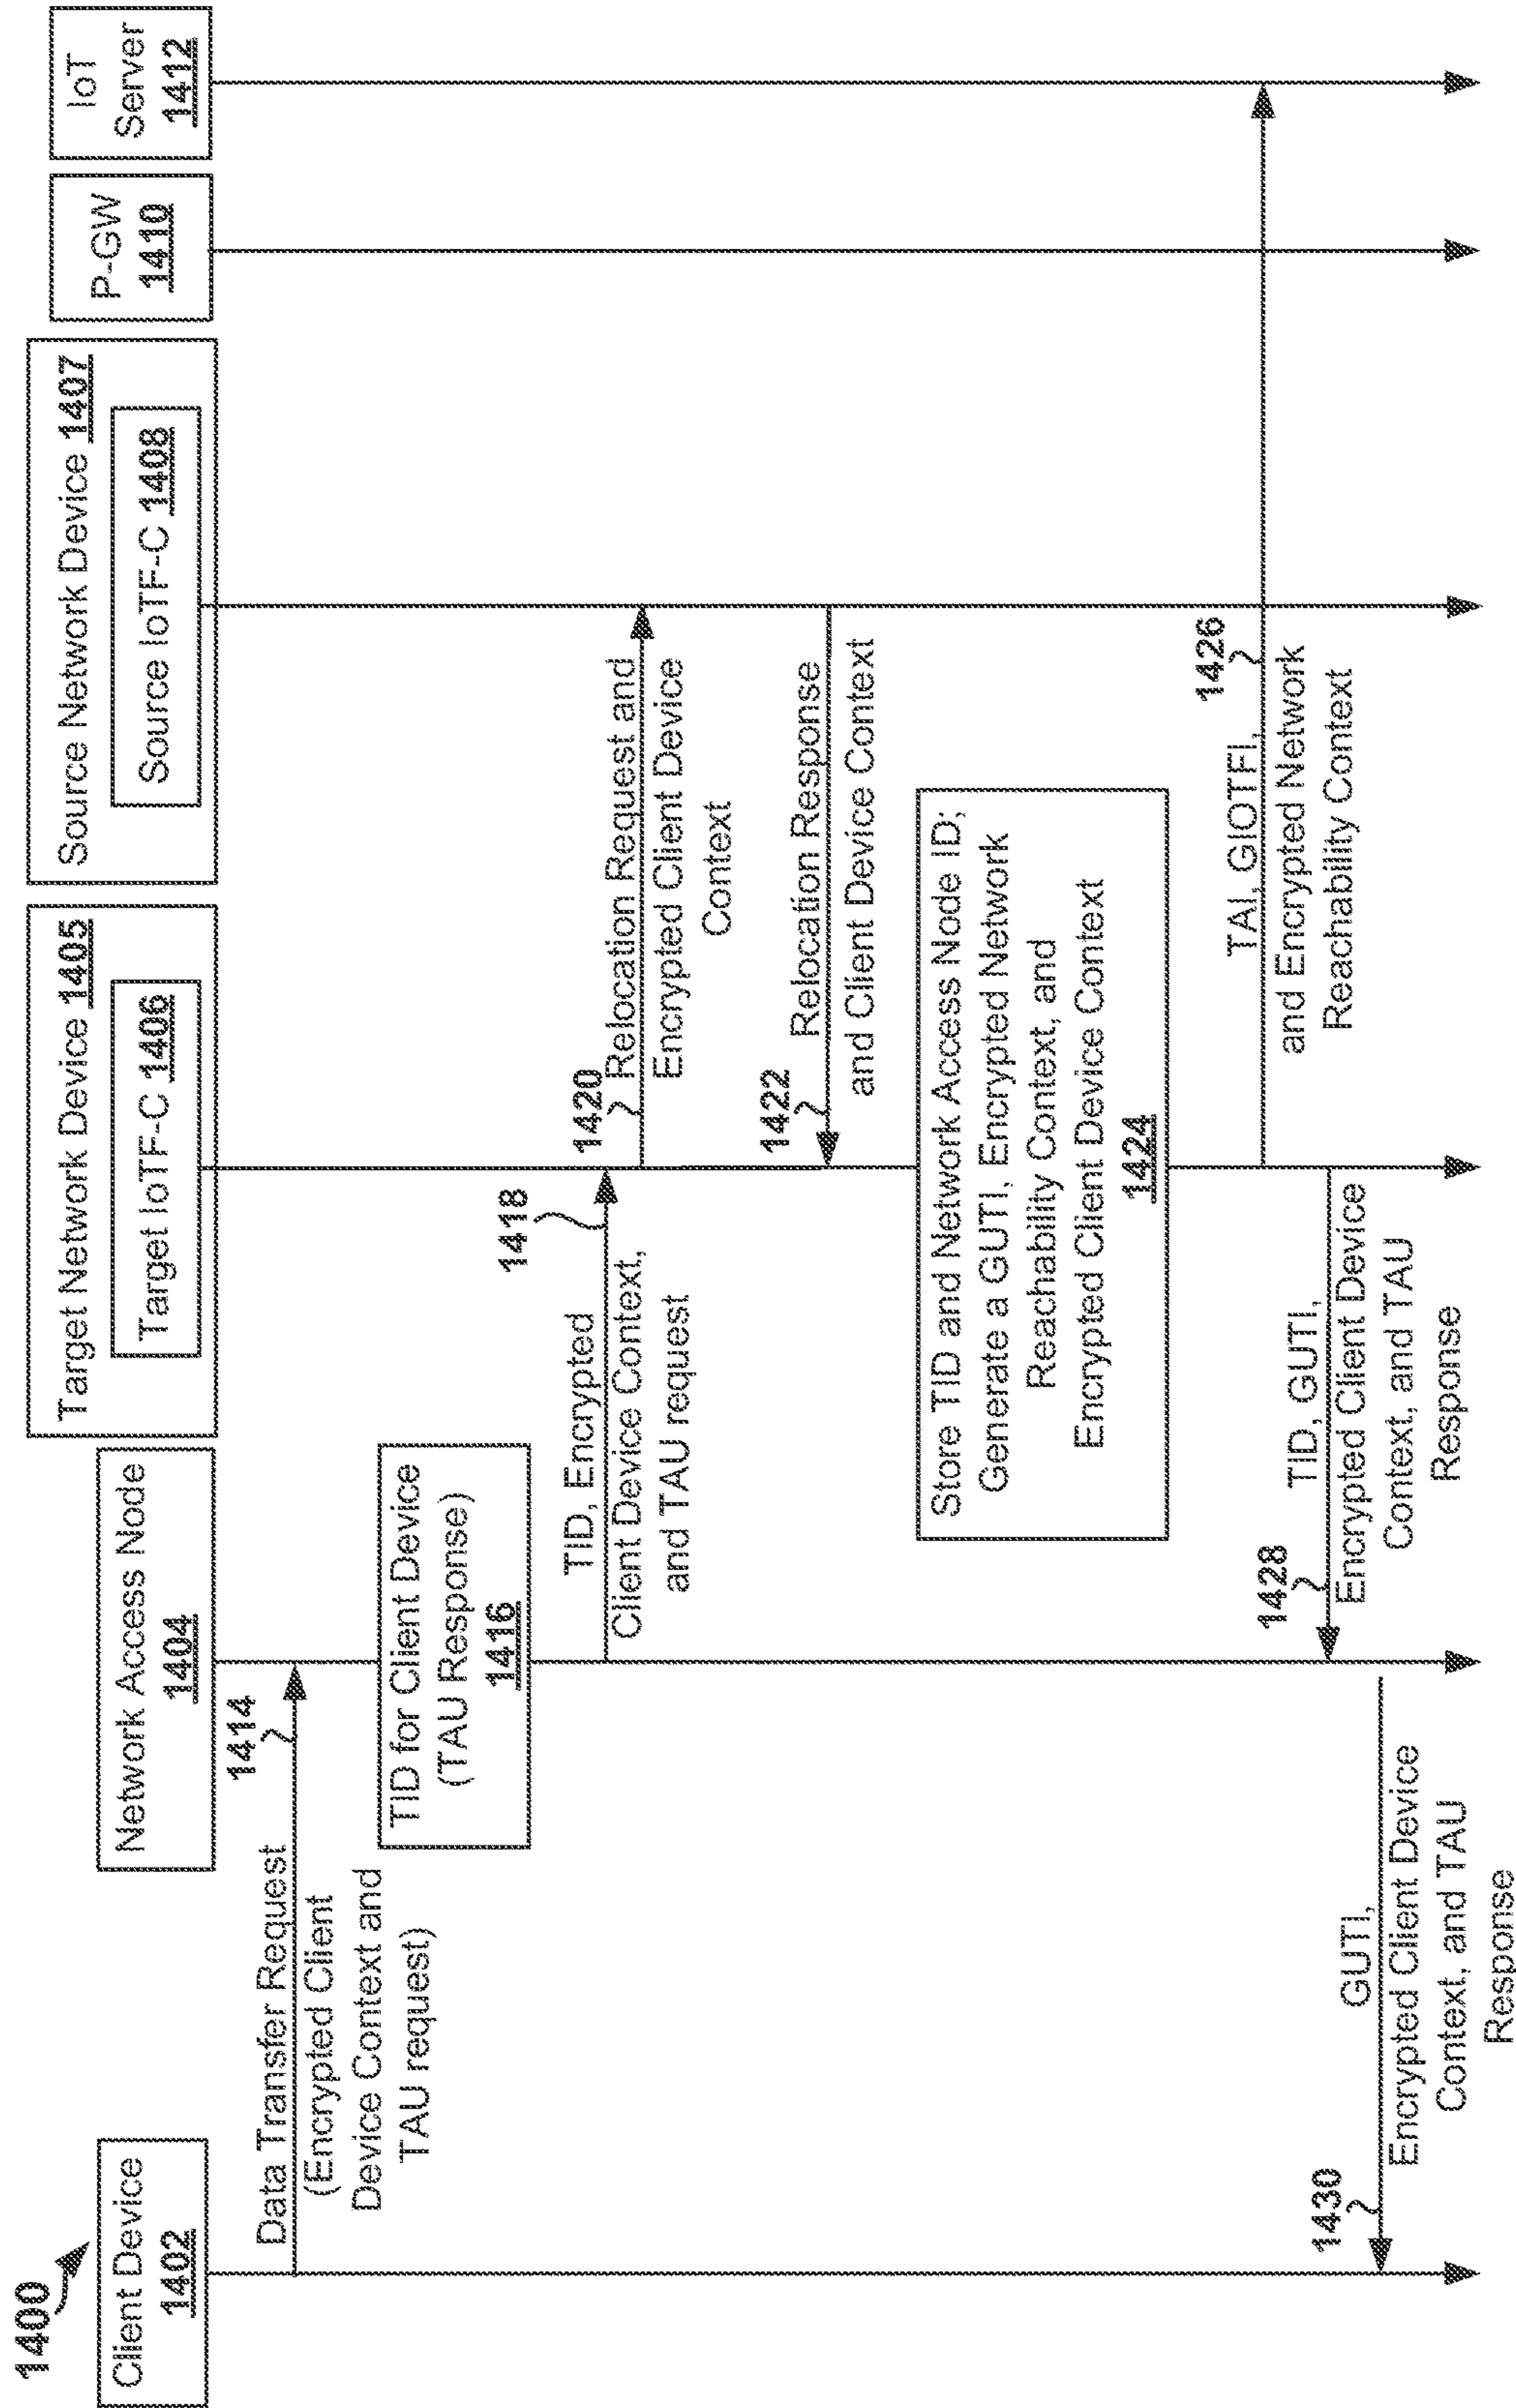 1400
Client Device
1402
Network Access Node
1404
Target Network Device 1405
Target IoTF-C 1406
Source Network Device 1407
Source IoTF-C 1408
P-GW
1410
IoT
Server
1412
1414
Data Transfer Request
(Encrypted Client
Device Context and
TAU request)
TID for Client Device
(TAU Response)
1416
1418
TID, Encrypted
Client Device Context,
and TAU request
1420
Relocation Request and
Encrypted Client Device
Context
1422
Relocation Response
and Client Device Context
Store TID and Network Access Node ID;
Generate a GUTI, Encrypted Network
Reachability Context, and
Encrypted Client Device Context
1424
1426
TAI, GIOTFI,
and Encrypted Network
Reachability Context
1428
TID, GUTI,
Encrypted Client Device
Context, and TAU
Response
1430
GUTI,
Encrypted Client Device
Context, and TAU
Response